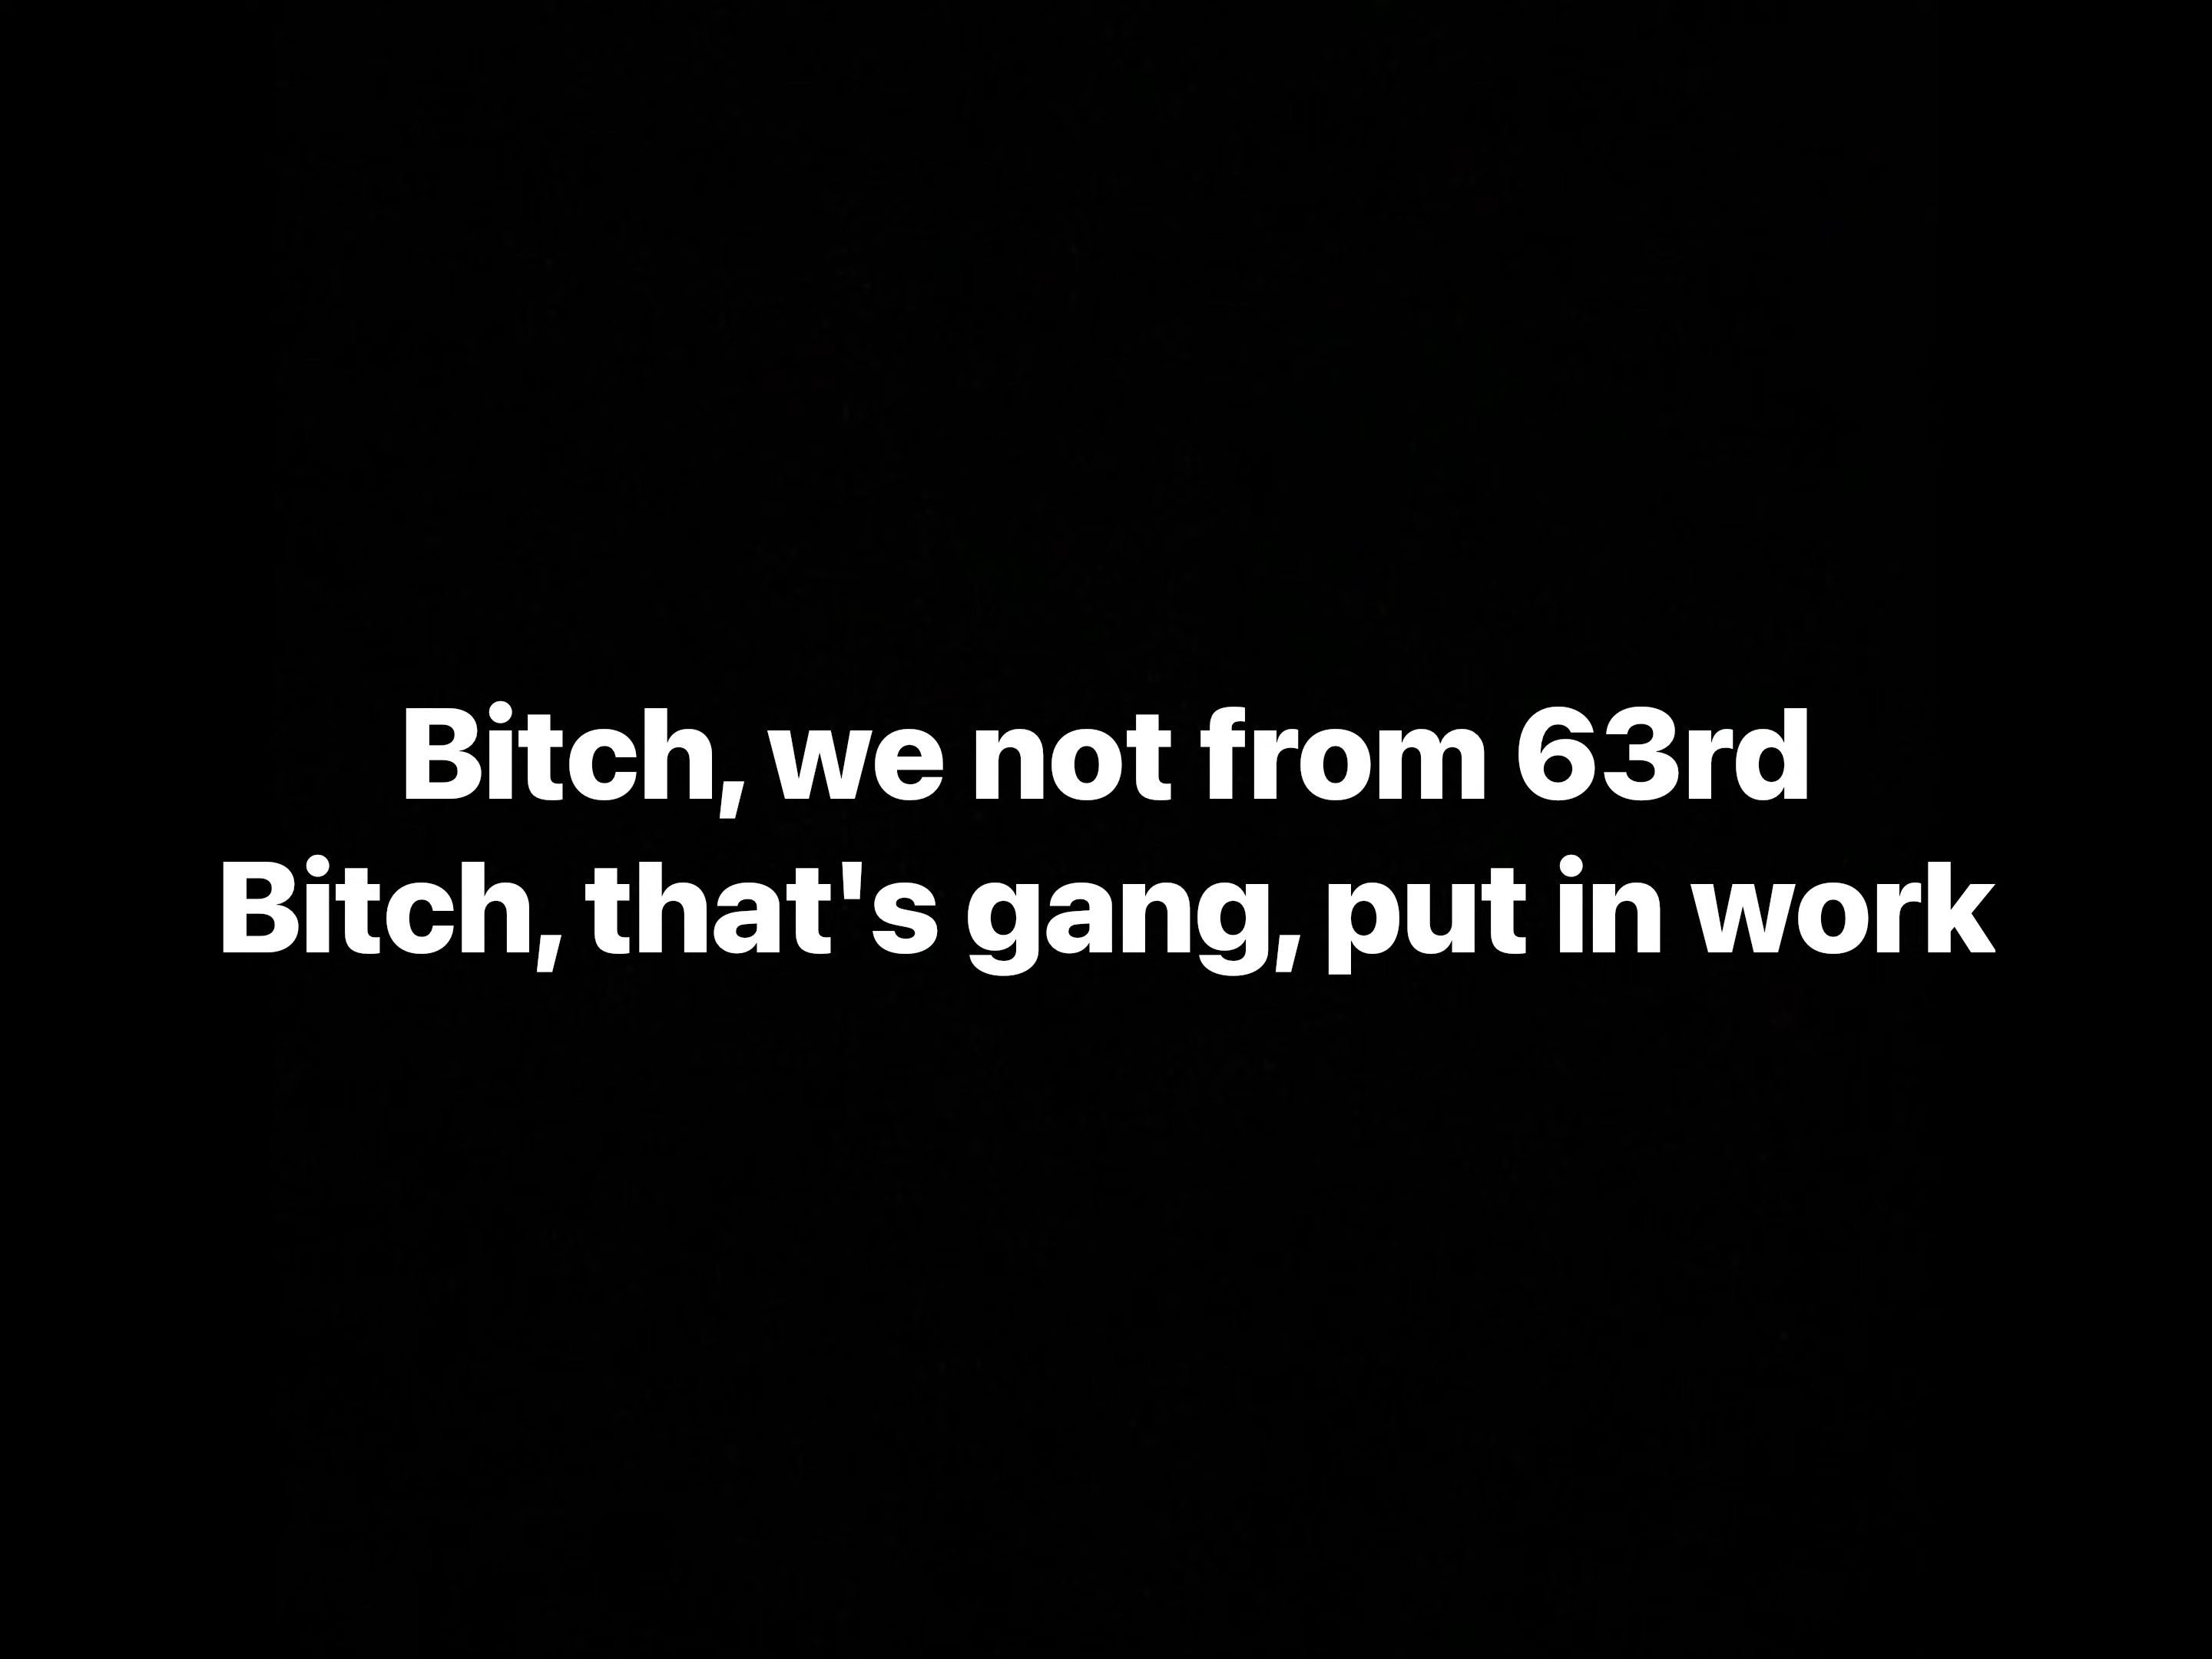 Bitch, we not from 63rd
Bitch, that's gang, put in work